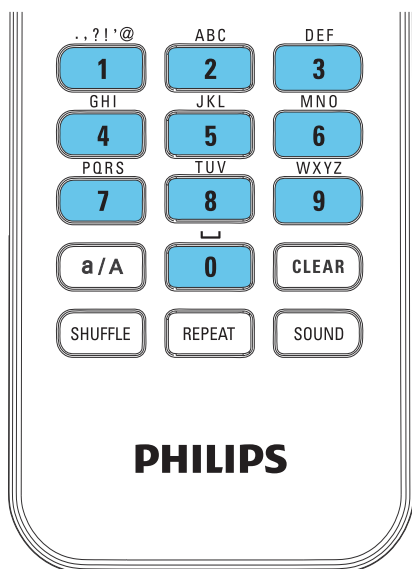 .,?!'@ ABC DEF
1 2 3
GHI JKL MNO
4 5 6
PQRS TUV WXYZ
7 8 9
a/A 0 CLEAR
SHUFFLE REPEAT SOUND
PHILIPS